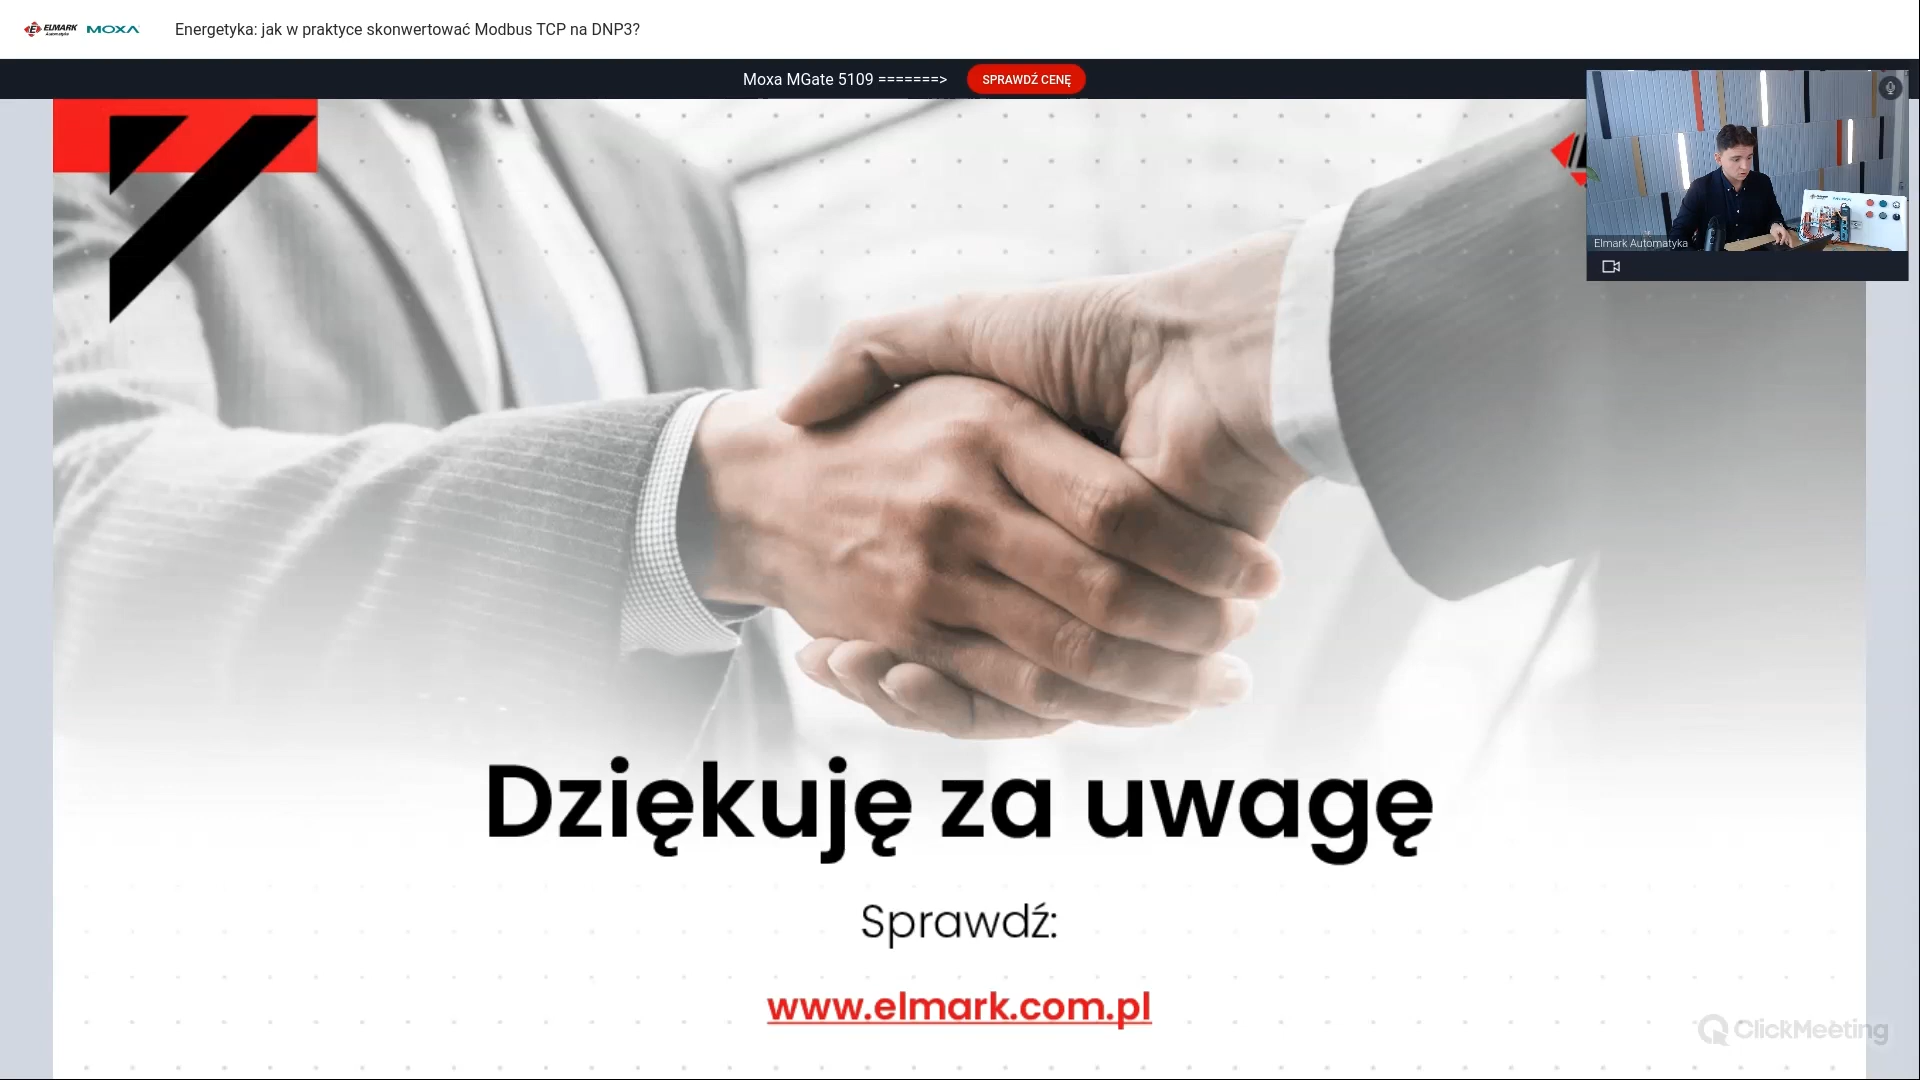 ELMARK
Automatyka
MOXA
Energetyka: jak w praktyce skonwertować Modbus TCP na DNP3?
Moxa MGate 5109 =======>
SPRAWDŹ CENĘ
Elmark Automatyka
Dziękuję za uwagę
Sprawdź:
www.elmark.com.pl
ClickMeeting